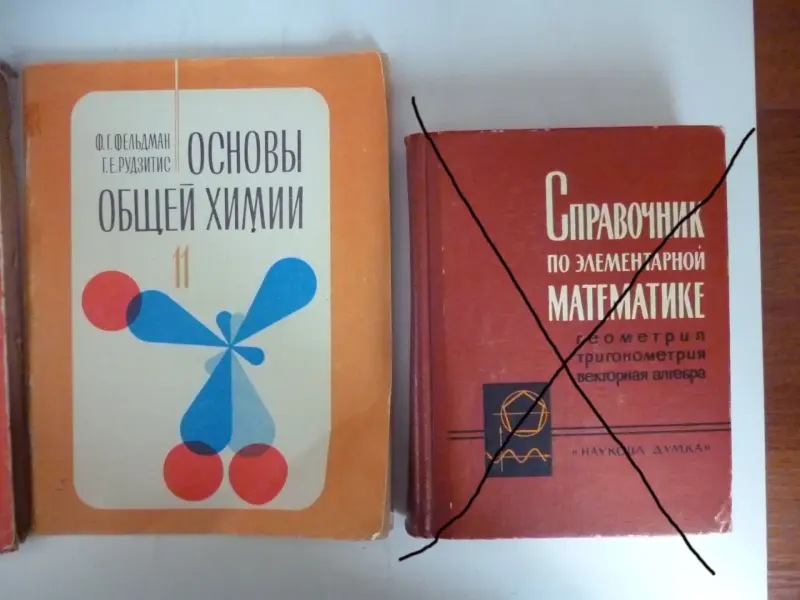 Ф.Г.ФЕЛЬДМАН
Г.Е.РУДЗИТИС
ОСНОВЫ
ОБЩЕЙ ХИМИИ
11
СПРАВОЧНИК
ПО ЭЛЕМЕНТАРНОЙ
МАТЕМАТИКЕ
геометрия
тригонометрия
векторная алгебра
«НАУКОВА ДУМКА»